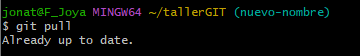 jonat@F_Joya MINGW64 ~/tallerGIT (nuevo-nombre)
$ git pull
Already up to date.